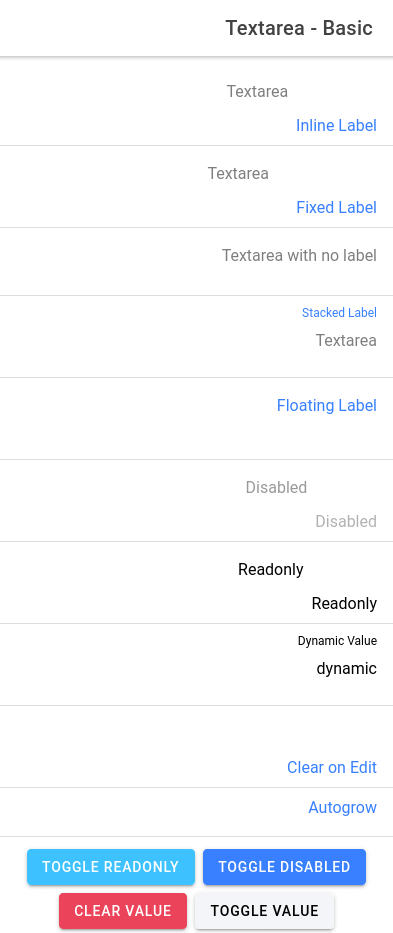 Textarea - Basic
Textarea
Inline Label
Textarea
Fixed Label
Textarea with no label
Stacked Label
Textarea
Floating Label
Disabled
Disabled
Readonly
Readonly
Dynamic Value
dynamic
Clear on Edit
Autogrow
TOGGLE READONLY TOGGLE DISABLED
CLEAR VALUE TOGGLE VALUE